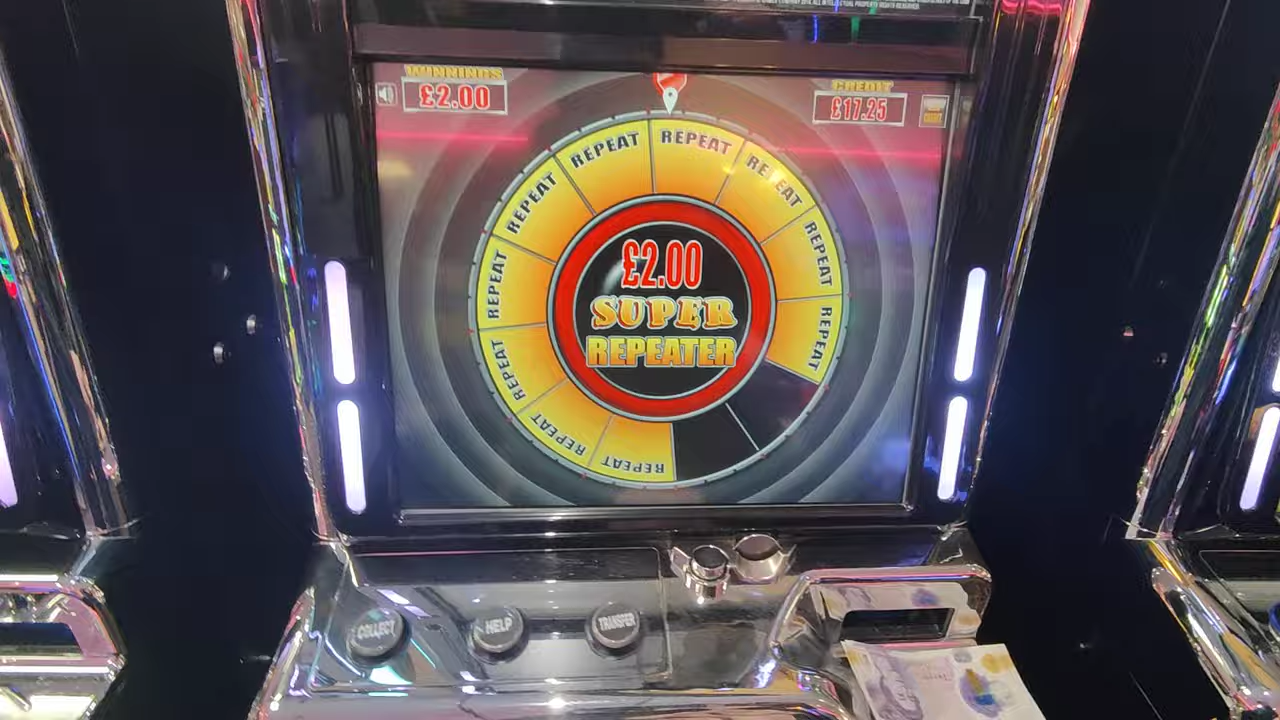 WINNINGS
£2.00
CREDIT
£17.25
REPEAT
REPEAT
REPEAT
REPEAT
REPEAT
REPEAT
REPEAT
REPEAT
REPEAT
REPEAT
£2.00
SUPER
REPEATER
COLLECT
HELP
TRANSFER